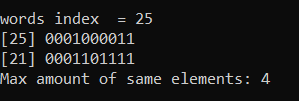 words index  = 25
[25] 0001000011
[21] 0001101111
Max amount of same elements: 4